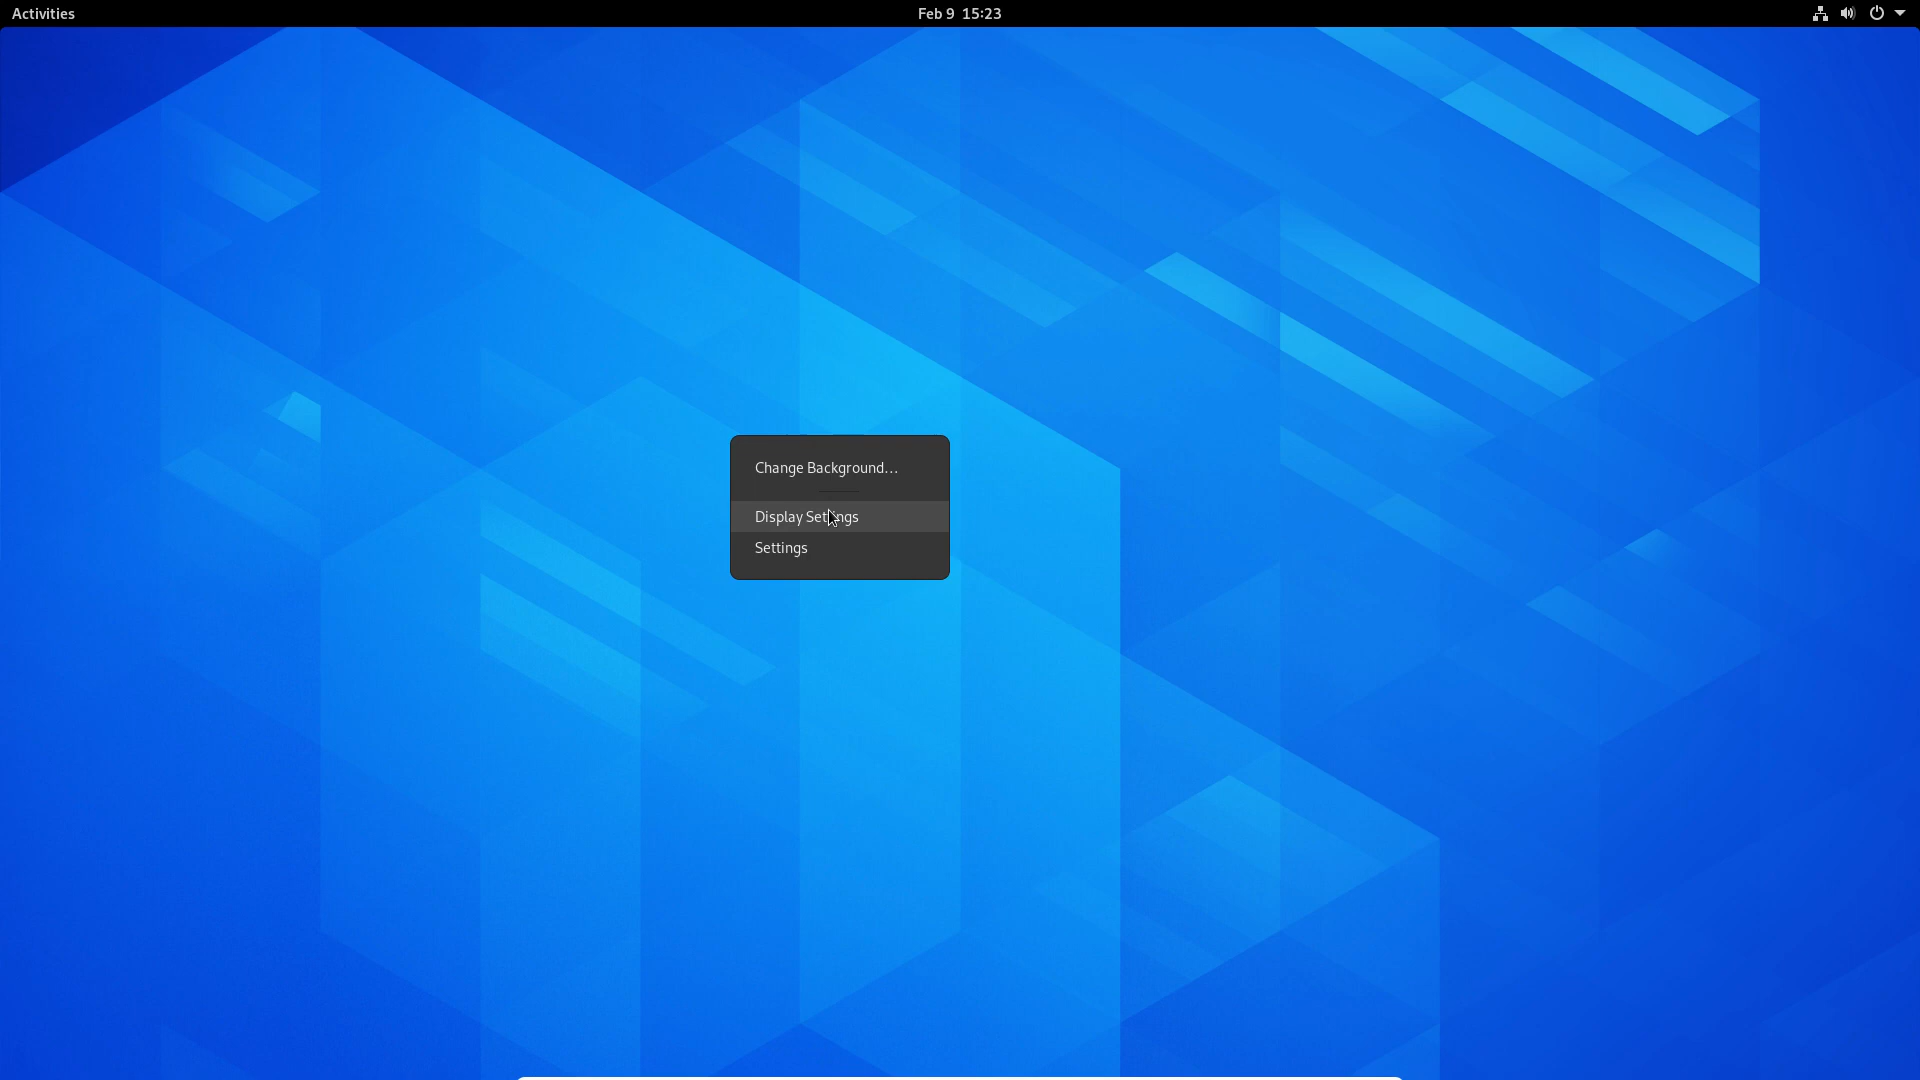 Activities
Feb 9 15:23
Change Background...
Display Settings
Settings